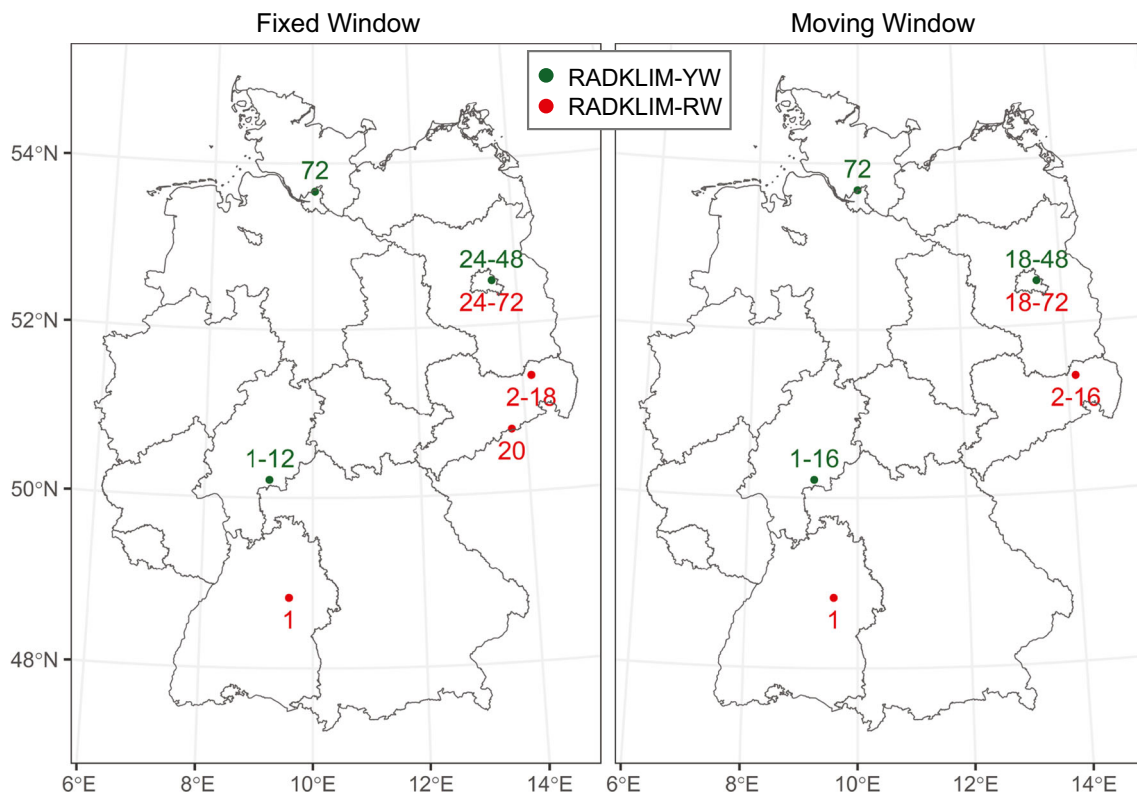 Fixed Window
Moving Window
RADKLIM-YW
RADKLIM-RW
54°N
52°N
50°N
48°N
72
24-48
24-72
2-18
20
1-12
1
72
18-48
18-72
2-16
1-16
1
6°E 8°E 10°E 12°E 14°E
6°E 8°E 10°E 12°E 14°E